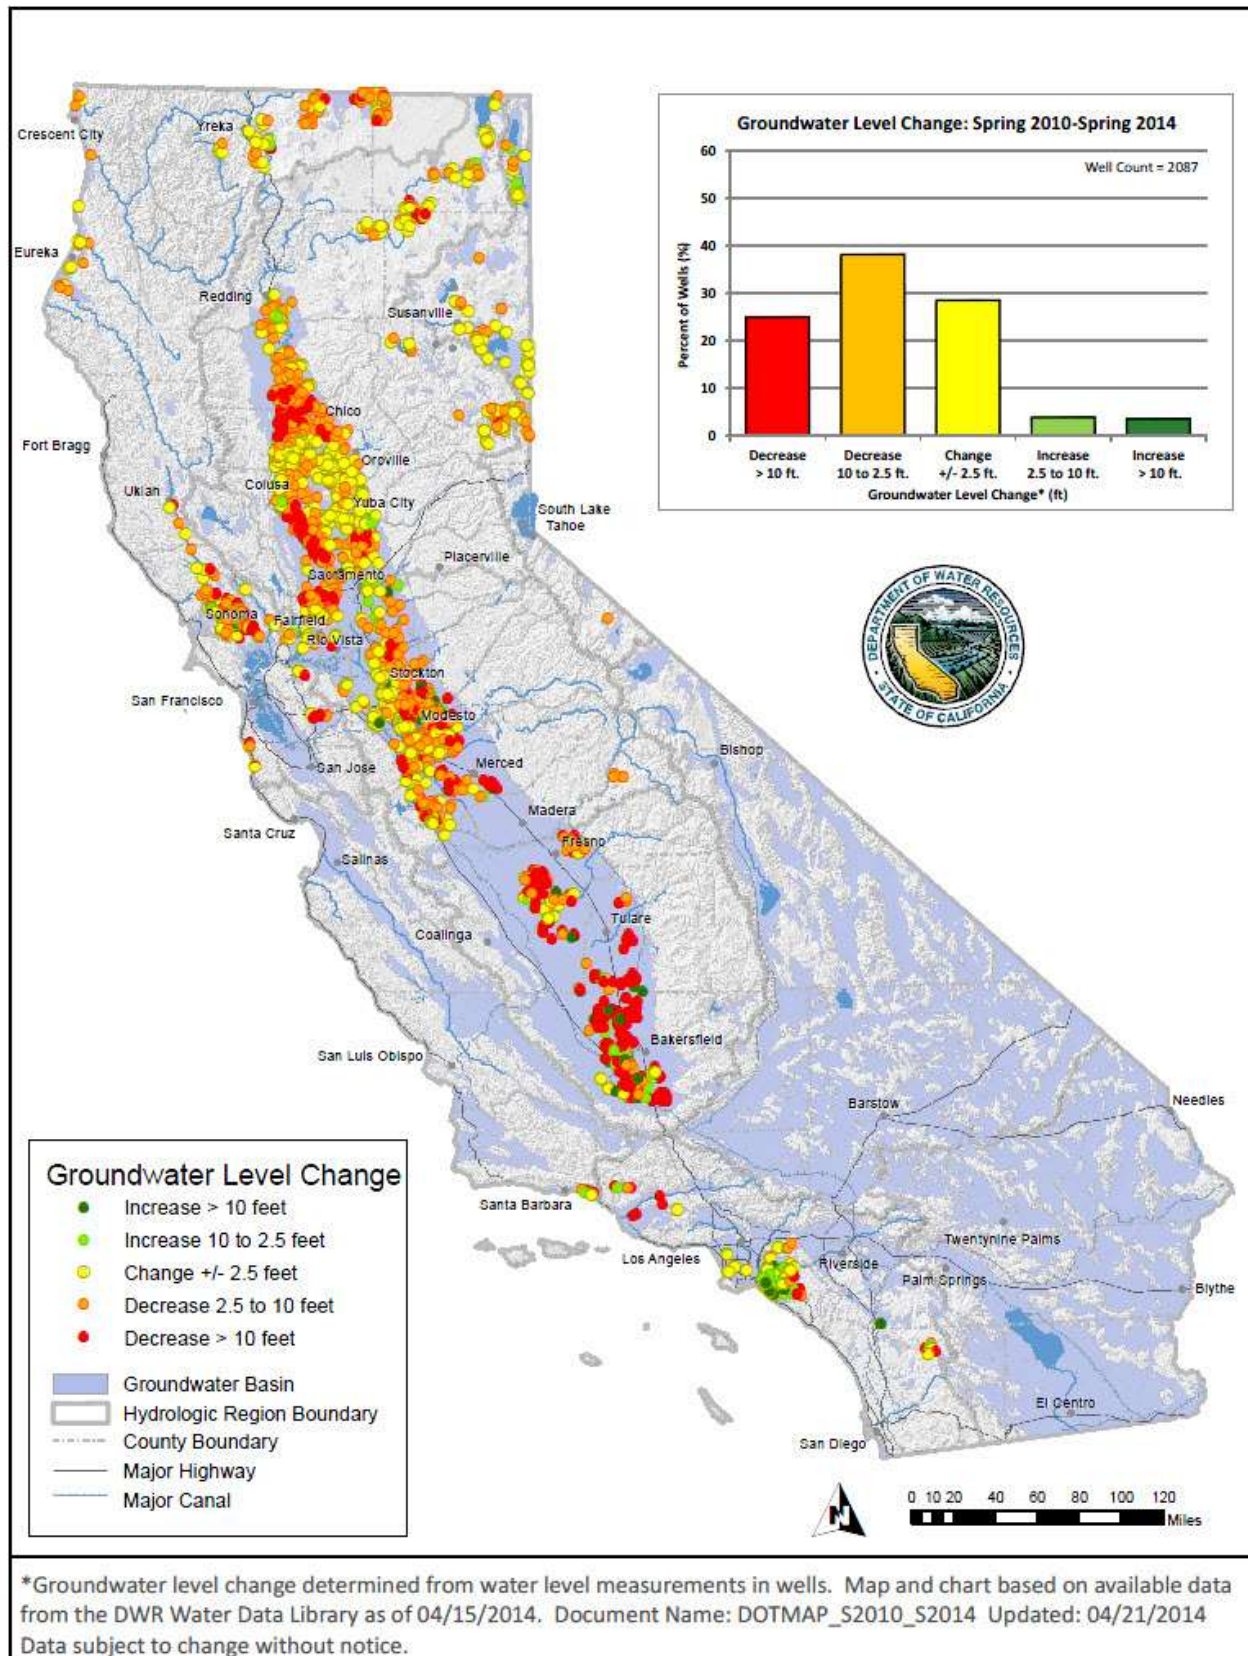 Groundwater Level Change: Spring 2010-Spring 2014
Well Count = 2087
Percent of Wells (%)
60
50
40
30
20
10
0
Decrease
> 10 ft.
Decrease
10 to 2.5 ft.
Change
+/- 2.5 ft.
Increase
2.5 to 10 ft.
Increase
> 10 ft.
Groundwater Level Change* (ft)
DEPARTMENT OF WATER RESOURCES
STATE OF CALIFORNIA
Crescent City
Yreka
Eureka
Redding
Susanville
Chico
Fort Bragg
Oroville
Colusa
Ukiah
Yuba City
South Lake
Tahoe
Placerville
Sacramento
Sonoma
Fairfield
Rio Vista
Stockton
San Francisco
Modesto
Bishop
San Jose
Merced
Madera
Santa Cruz
Fresno
Salinas
Tulare
Coalinga
Bakersfield
San Luis Obispo
Barstow
Needles
Santa Barbara
Twentynine Palms
Los Angeles
Riverside
Palm Springs
Blythe
El Centro
San Diego
Groundwater Level Change
Increase > 10 feet
Increase 10 to 2.5 feet
Change +/- 2.5 feet
Decrease 2.5 to 10 feet
Decrease > 10 feet
Groundwater Basin
Hydrologic Region Boundary
County Boundary
Major Highway
Major Canal
N
0 10 20 40 60 80 100 120
Miles
*Groundwater level change determined from water level measurements in wells. Map and chart based on available data
from the DWR Water Data Library as of 04/15/2014. Document Name: DOTMAP_S2010_S2014 Updated: 04/21/2014
Data subject to change without notice.